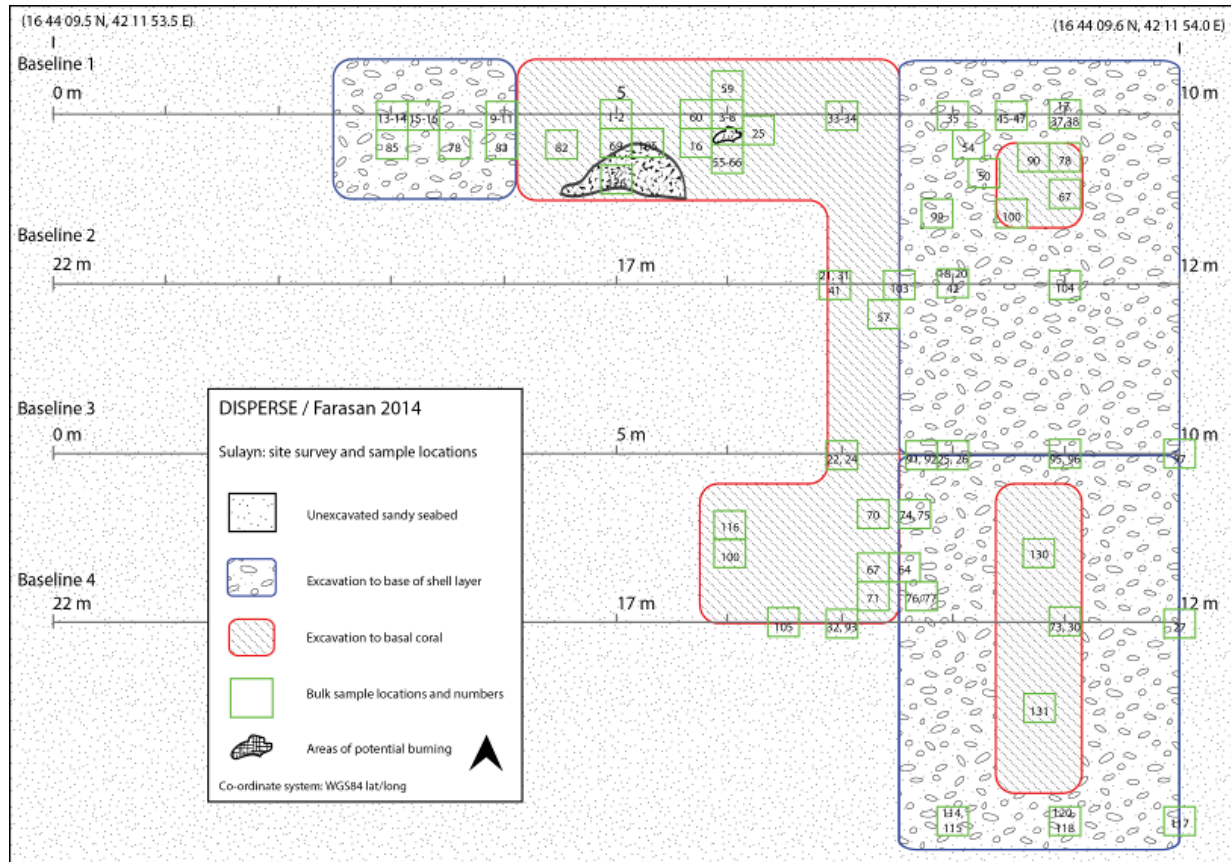 (16 44 09.5 N, 42 11 53.5 E)
(16 44 09.6 N, 42 11 54.0 E)
Baseline 1
0 m
5
10 m
59
13-14
15-16
9-11
1-2
60
3-8
33-34
35
45-47
17
37,38
25
85
78
83
82
69
16
55-66
54
90
78
50
67
99
100
Baseline 2
22 m
17 m
12 m
21, 31,
41
103
18, 20
42
104
57
Baseline 3
0 m
5 m
10 m
22, 24
91, 92
25, 26
95, 96
70
74, 75
116
100
130
67
64
71
76, 77
Baseline 4
22 m
17 m
12 m
105
32, 93
73, 30
27
131
114,
115
120,
118
117
DISPERSE / Farasan 2014
Sulayn: site survey and sample locations
Unexcavated sandy seabed
Excavation to base of shell layer
Excavation to basal coral
Bulk sample locations and numbers
Areas of potential burning
Co-ordinate system: WGS84 lat/long